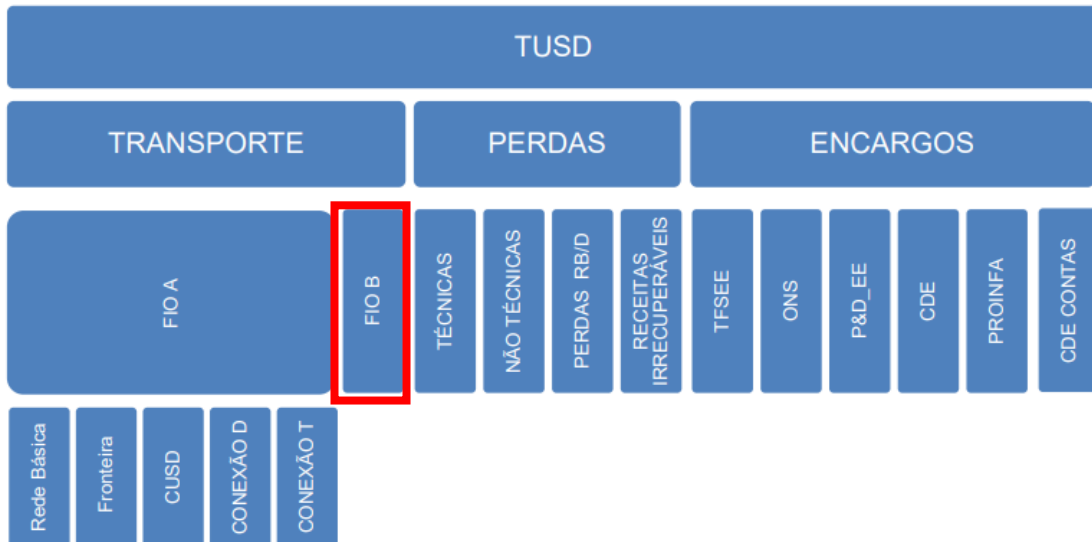 TUSD
TRANSPORTE
PERDAS
ENCARGOS
FIO A
FIO B
TÉCNICAS
NÃO TÉCNICAS
PERDAS RB/D
RECEITAS
IRRECUPERÁVEIS
TFSEE
ONS
P&D_EE
CDE
PROINFA
CDE CONTAS
Rede Básica
Fronteira
CUSD
CONEXÃO D
CONEXÃO T